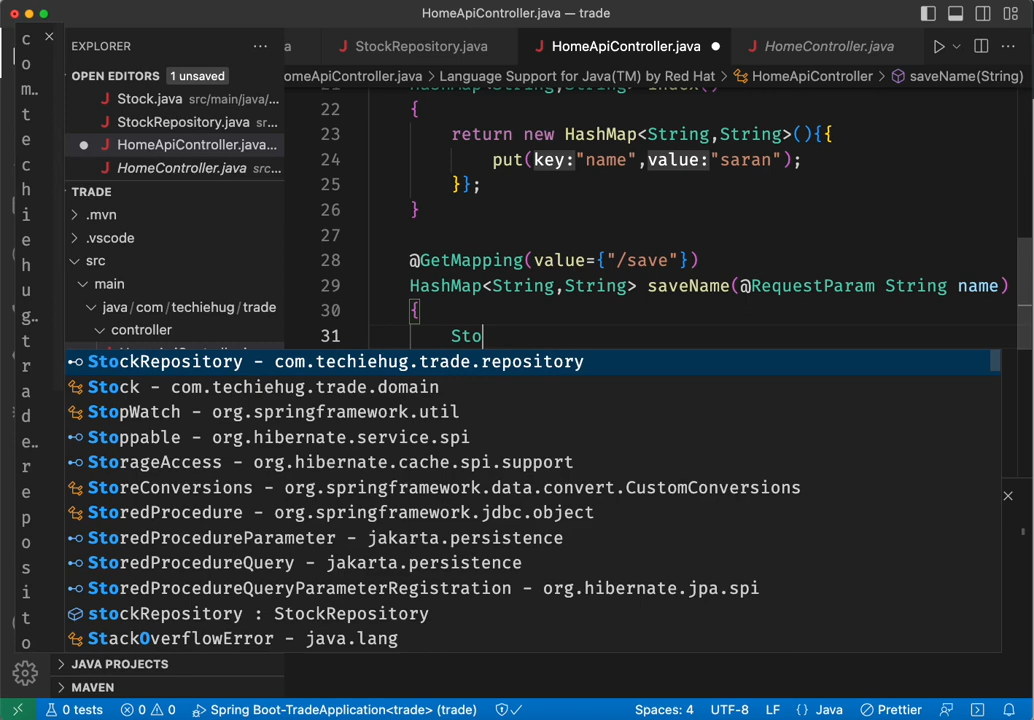 HomeApiController.java — trade
EXPLORER
OPEN EDITORS 1 unsaved
Stock.java src/main/java/...
StockRepository.java sr...
HomeApiController.java...
HomeController.java src...
TRADE
.mvn
.vscode
src
main
java/com/techiehug/trade
controller
a
StockRepository.java
HomeApiController.java
HomeController.java
omeApiController.java > Language Support for Java(TM) by Red Hat > HomeApiController > saveName(String)
HashMap<String,String> index()
22 {
23 return new HashMap<String,String>(){{
24 put(key:"name",value:"saran");
25 }};
26 }
27
28 @GetMapping(value={"/save"})
29 HashMap<String,String> saveName(@RequestParam String name)
30 {
31 Sto
StockRepository – com.techiehug.trade.repository
Stock – com.techiehug.trade.domain
StopWatch – org.springframework.util
Stoppable – org.hibernate.service.spi
StorageAccess – org.hibernate.cache.spi.support
StoreConversions – org.springframework.data.convert.CustomConversions
StoredProcedure – org.springframework.jdbc.object
StoredProcedureParameter – jakarta.persistence
StoredProcedureQuery – jakarta.persistence
StoredProcedureQueryParameterRegistration – org.hibernate.jpa.spi
stockRepository : StockRepository
StackOverflowError – java.lang
c
o
m..
t
e
c
h
i
e
h
u
g..
t
r
a
d
e..
r
e
p
o
s
i
t
o
JAVA PROJECTS
MAVEN
0 tests 0 0 Spring Boot-TradeApplication<trade> (trade) Spaces: 4 UTF-8 LF {} Java Prettier